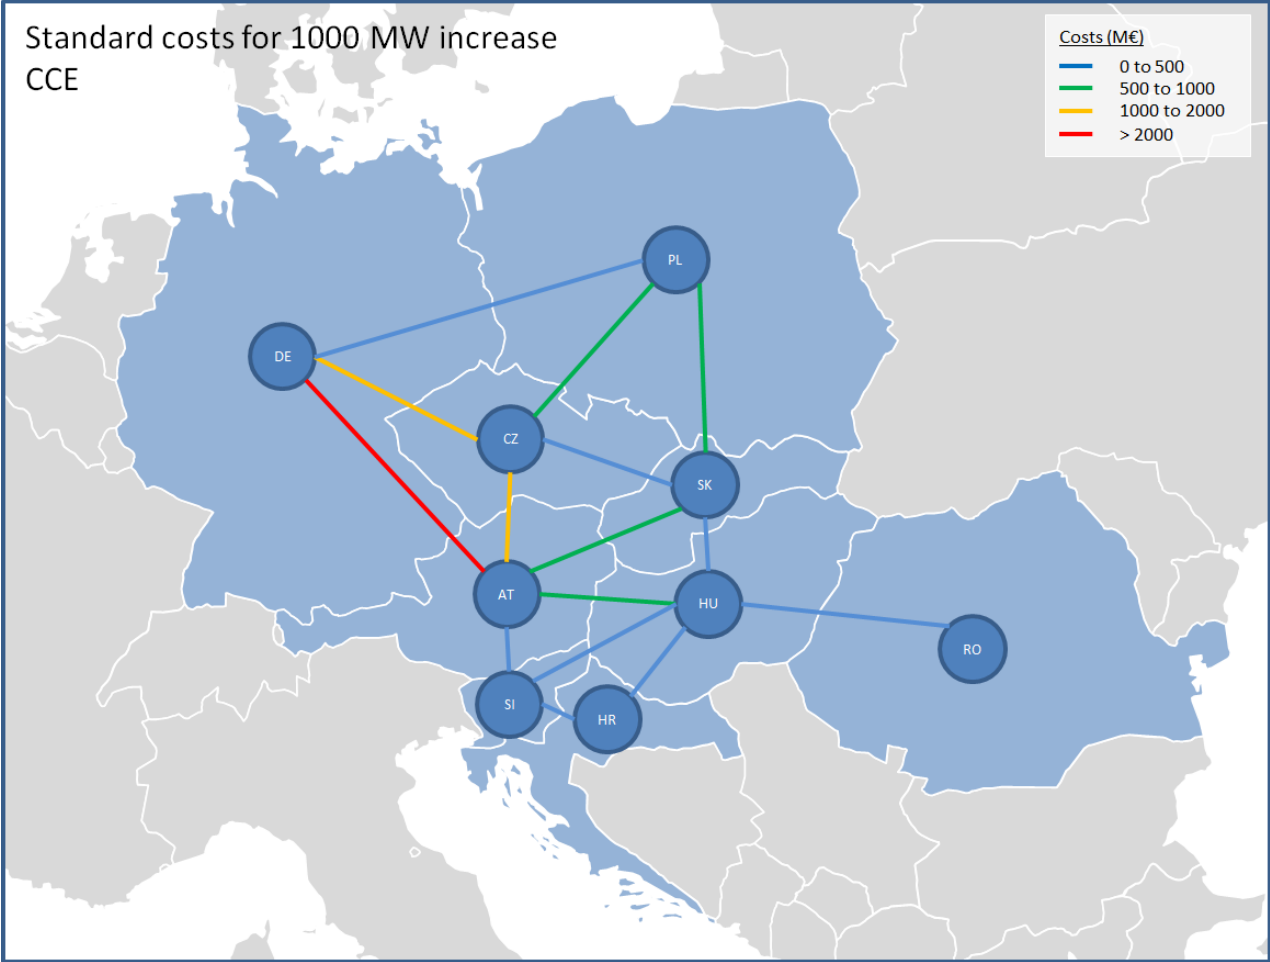 Standard costs for 1000 MW increase
CCE
Costs (M€)
0 to 500
500 to 1000
1000 to 2000
> 2000
PL
DE
CZ
SK
AT
HU
RO
SI
HR